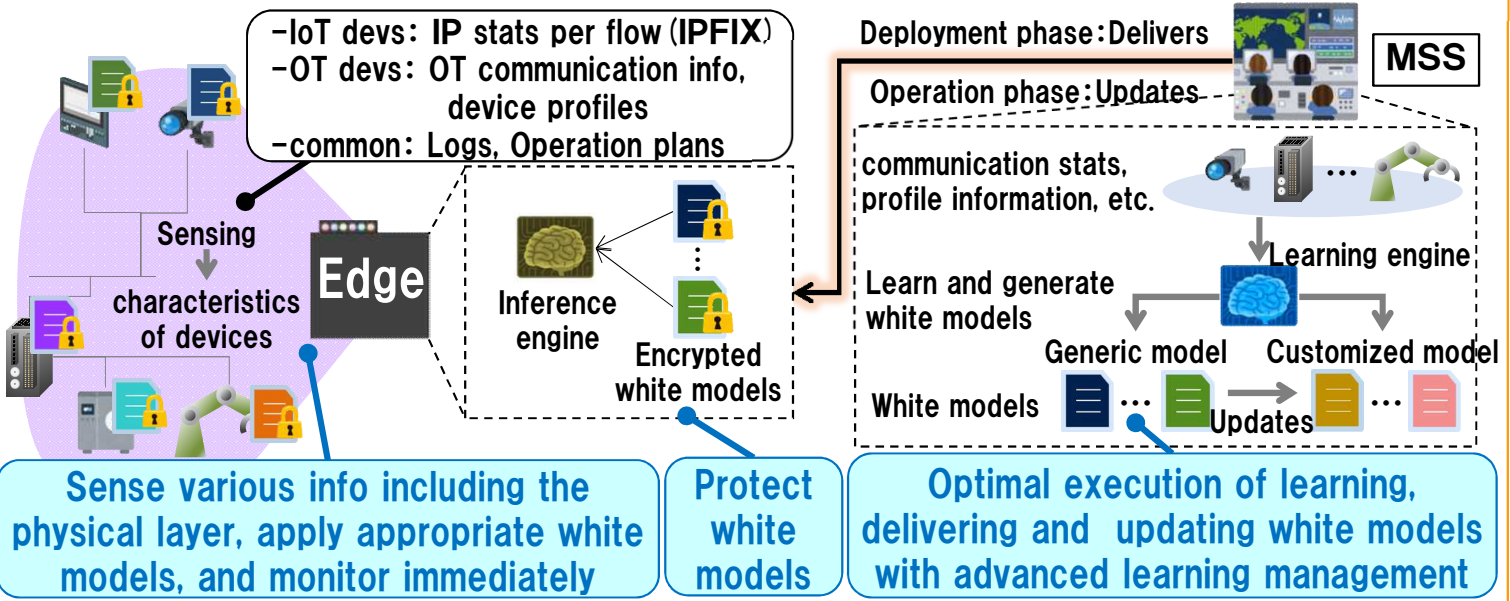 -IoT devs: IP stats per flow (IPFIX)
-OT devs: OT communication info,
device profiles
-common: Logs, Operation plans
Deployment phase:Delivers
Operation phase:Updates
MSS
Sensing
characteristics
of devices
Edge
Inference
engine
Encrypted
white models
communication stats,
profile information, etc.
Learning engine
Learn and generate
white models
Generic model
Customized model
White models
Updates
Sense various info including the
physical layer, apply appropriate white
models, and monitor immediately
Protect
white
models
Optimal execution of learning,
delivering and updating white models
with advanced learning management